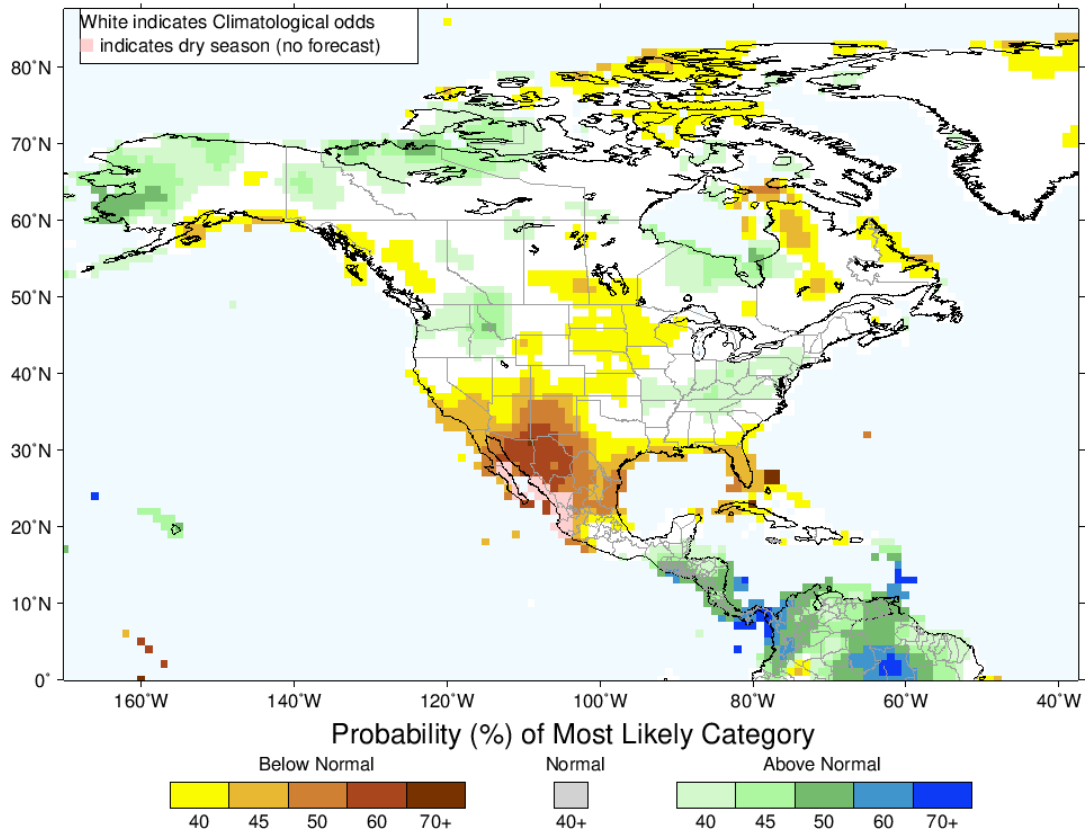 White indicates Climatological odds
indicates dry season (no forecast)
80°N
70°N
60°N
50°N
40°N
30°N
20°N
10°N
0°
160°W 140°W 120°W 100°W 80°W 60°W 40°W
Probability (%) of Most Likely Category
Below Normal Normal Above Normal
40 45 50 60 70+ 40+ 40 45 50 60 70+